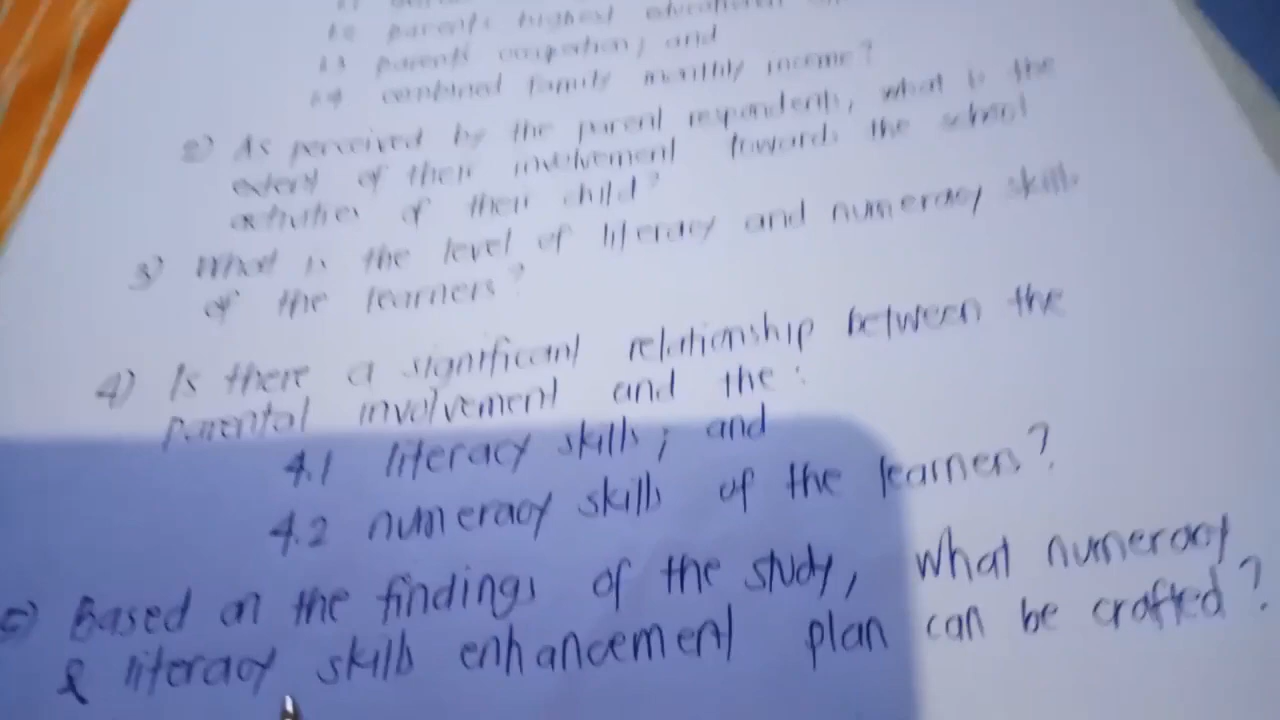 1.2 parents highest educational
1.3 parents occupation; and
1.4 combined family monthly income?
2) As perceived by the parent respondents, what is the
extent of their involvement towards the school
activities of their child?
3) What is the level of literacy and numeracy skills
of the learners?
4) Is there a significant relationship between the
parental involvement and the:
4.1 literacy skills; and
4.2 numeracy skills of the learners?
5) Based on the findings of the study, what numeracy
& literacy skills enhancement plan can be crafted?